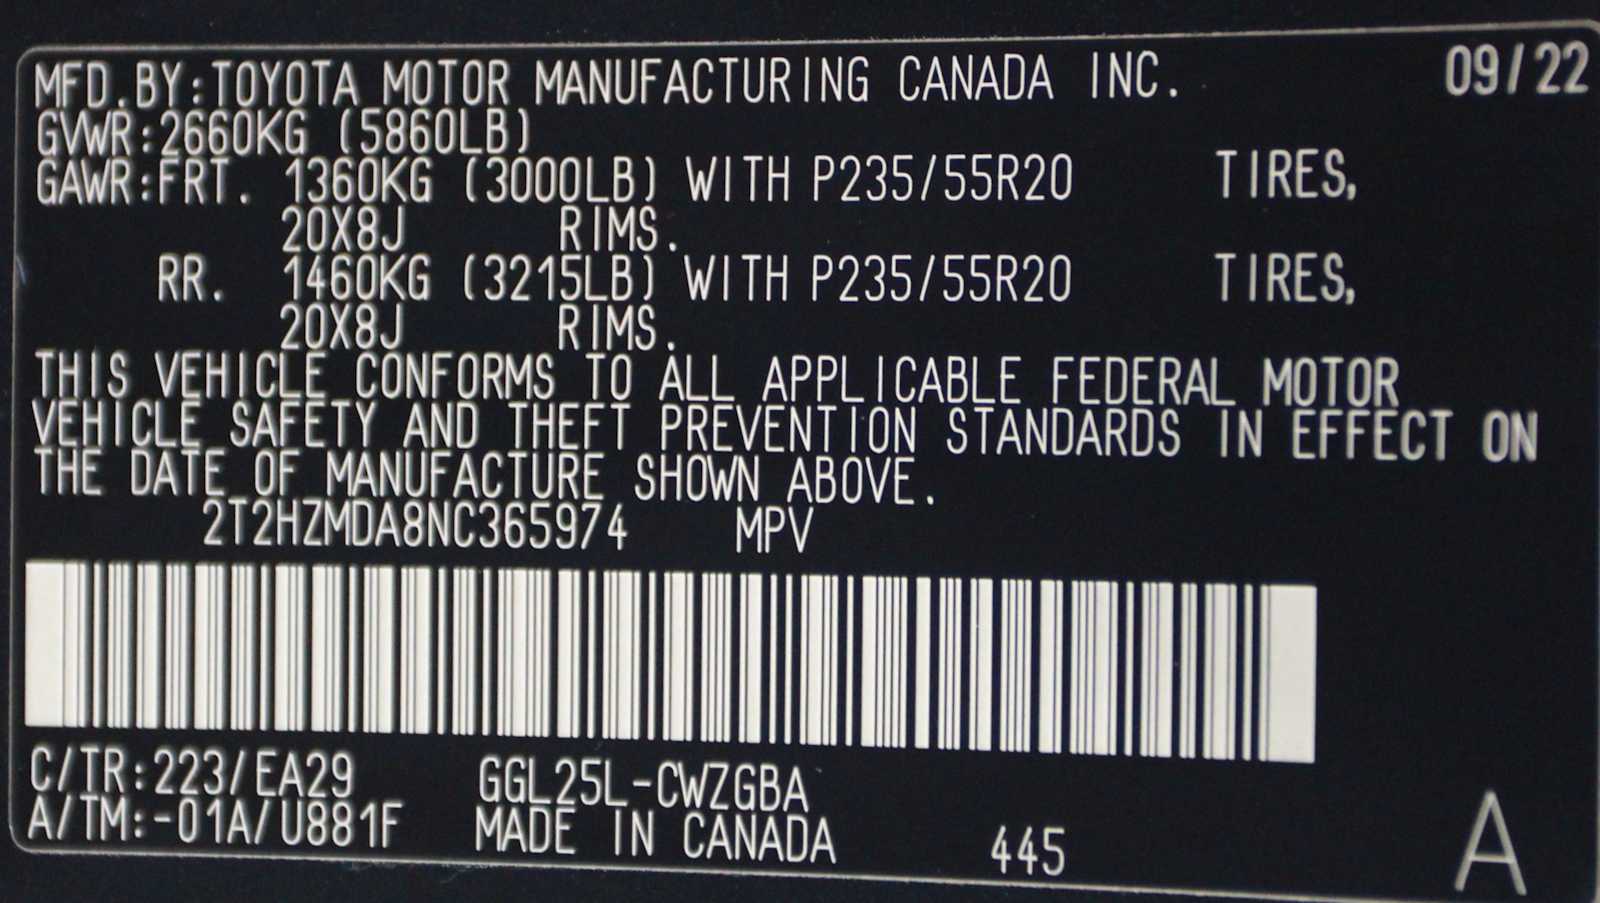 MFD.BY:TOYOTA MOTOR MANUFACTURING CANADA INC. 09/22
GVWR:2660KG (5860LB)
GAWR:FRT. 1360KG (3000LB) WITH P235/55R20 TIRES,
20X8J RIMS.
RR. 1460KG (3215LB) WITH P235/55R20 TIRES,
20X8J RIMS.
THIS VEHICLE CONFORMS TO ALL APPLICABLE FEDERAL MOTOR
VEHICLE SAFETY AND THEFT PREVENTION STANDARDS IN EFFECT ON
THE DATE OF MANUFACTURE SHOWN ABOVE.
2T2HZMDA8NC365974 MPV
C/TR:223/EA29 GGL25L-CWZGBA
A/TM:-01A/U881F MADE IN CANADA 445 A